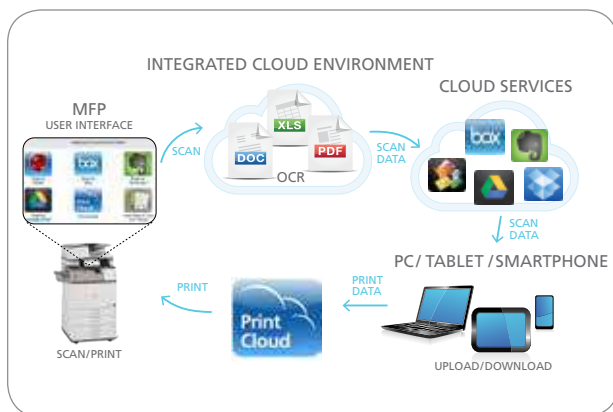 INTEGRATED CLOUD ENVIRONMENT
CLOUD SERVICES
MFP
USER INTERFACE
box
SCAN
XLS
DOC
PDF
OCR
SCAN
DATA
box
SCAN
DATA
PC/ TABLET /SMARTPHONE
PRINT
DATA
PRINT
Print
Cloud
SCAN/PRINT
UPLOAD/DOWNLOAD